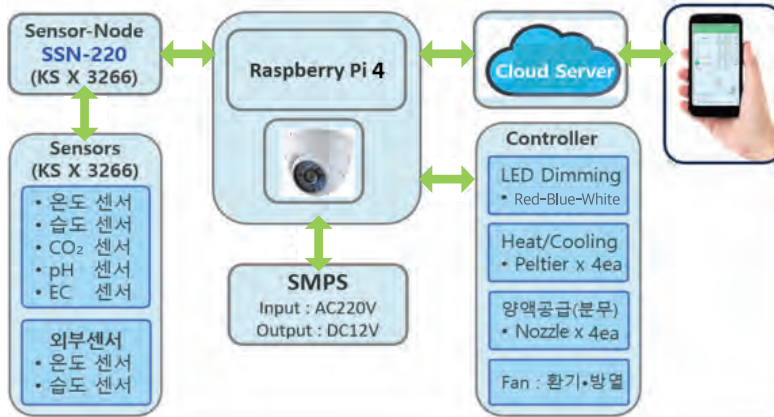 Sensor-Node
SSN-220
(KS X 3266)
Sensors
(KS X 3266)
• 온도 센서
• 습도 센서
• CO₂ 센서
• pH 센서
• EC 센서
외부센서
• 온도 센서
• 습도 센서
Raspberry Pi 4
SMPS
Input : AC220V
Output : DC12V
Cloud Server
Controller
LED Dimming
• Red-Blue-White
Heat/Cooling
• Peltier x 4ea
양액공급(분무)
• Nozzle x 4ea
Fan : 환기•방열